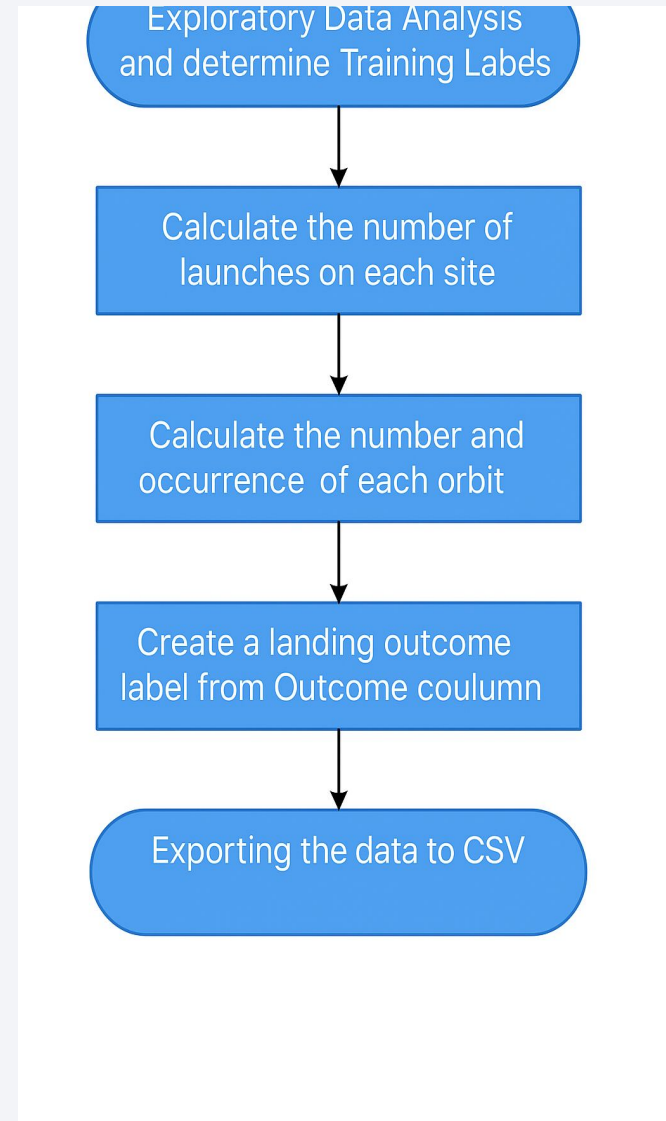 Exploratory Data Analysis
and determine Training Labels
Calculate the number of
launches on each site
Calculate the number and
occurrence of each orbit
Create a landing outcome
label from Outcome coulumn
Exporting the data to CSV